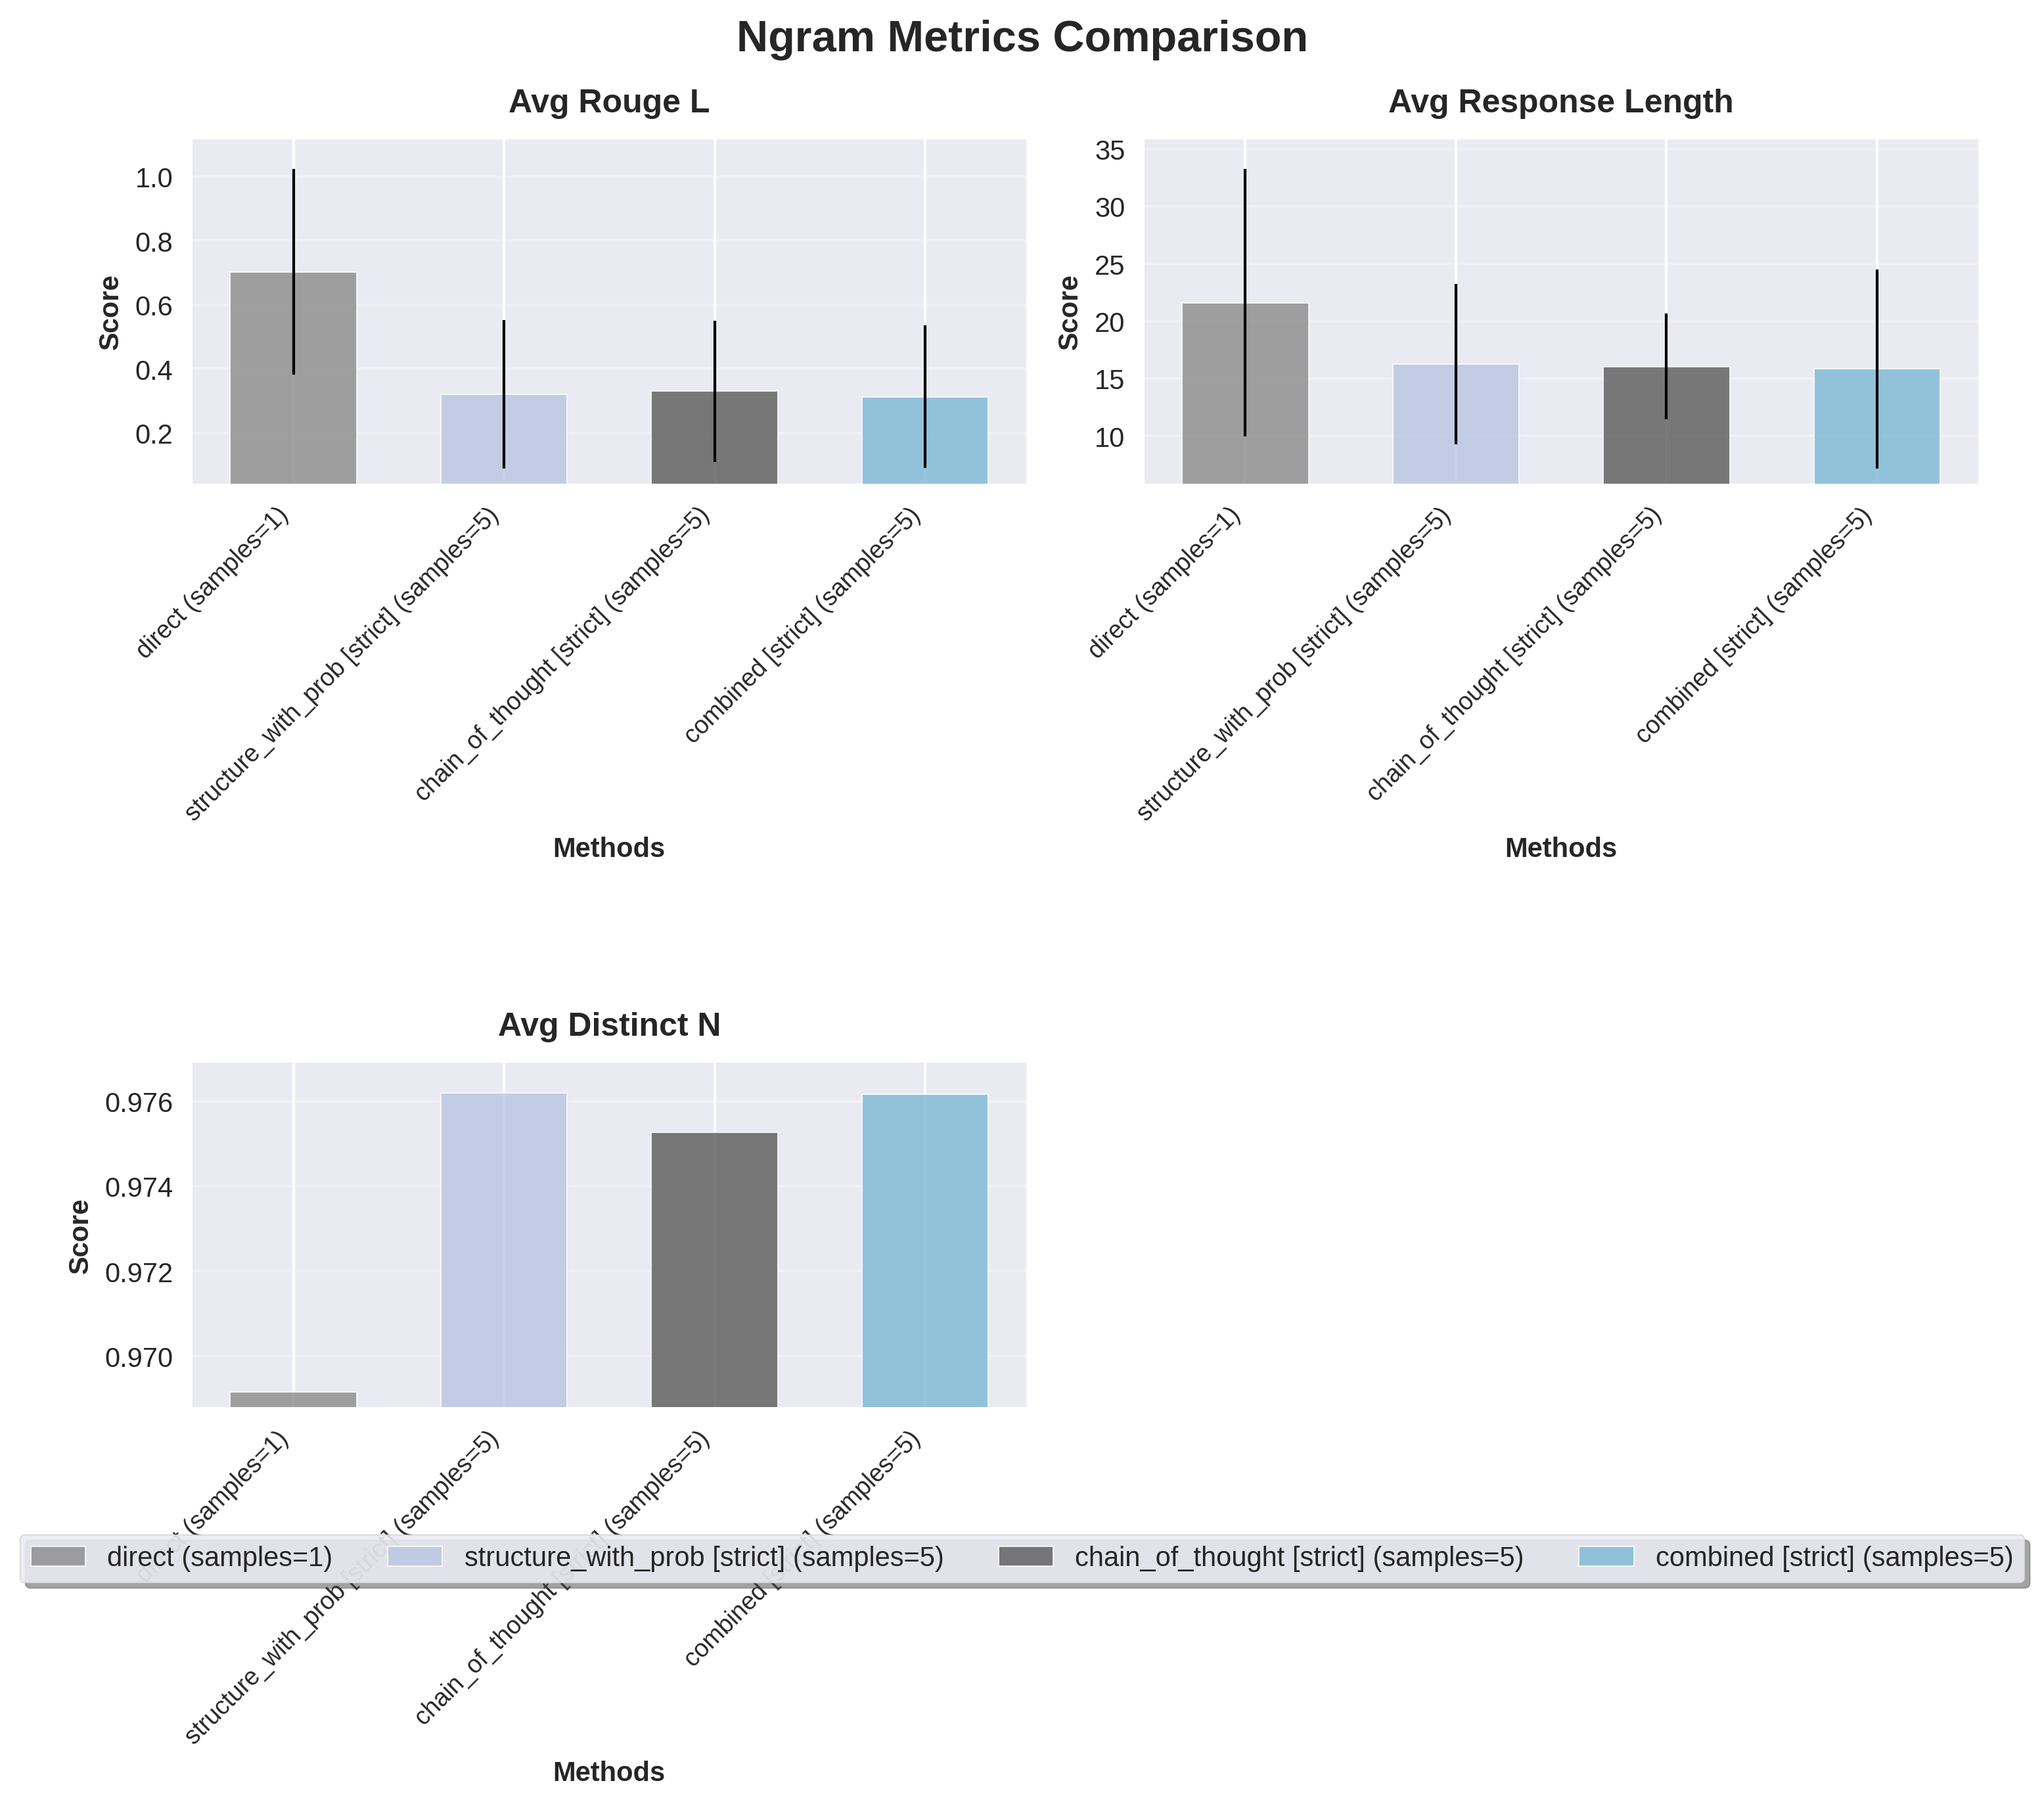 Ngram Metrics Comparison
Avg Rouge L
Score
1.0
0.8
0.6
0.4
0.2
direct (samples=1)
structure_with_prob [strict] (samples=5)
chain_of_thought [strict] (samples=5)
combined [strict] (samples=5)
Methods
Avg Response Length
Score
35
30
25
20
15
10
direct (samples=1)
structure_with_prob [strict] (samples=5)
chain_of_thought [strict] (samples=5)
combined [strict] (samples=5)
Methods
Avg Distinct N
Score
0.976
0.974
0.972
0.970
direct (samples=1)
structure_with_prob [strict] (samples=5)
chain_of_thought [strict] (samples=5)
combined [strict] (samples=5)
Methods
direct (samples=1)
structure_with_prob [strict] (samples=5)
chain_of_thought [strict] (samples=5)
combined [strict] (samples=5)